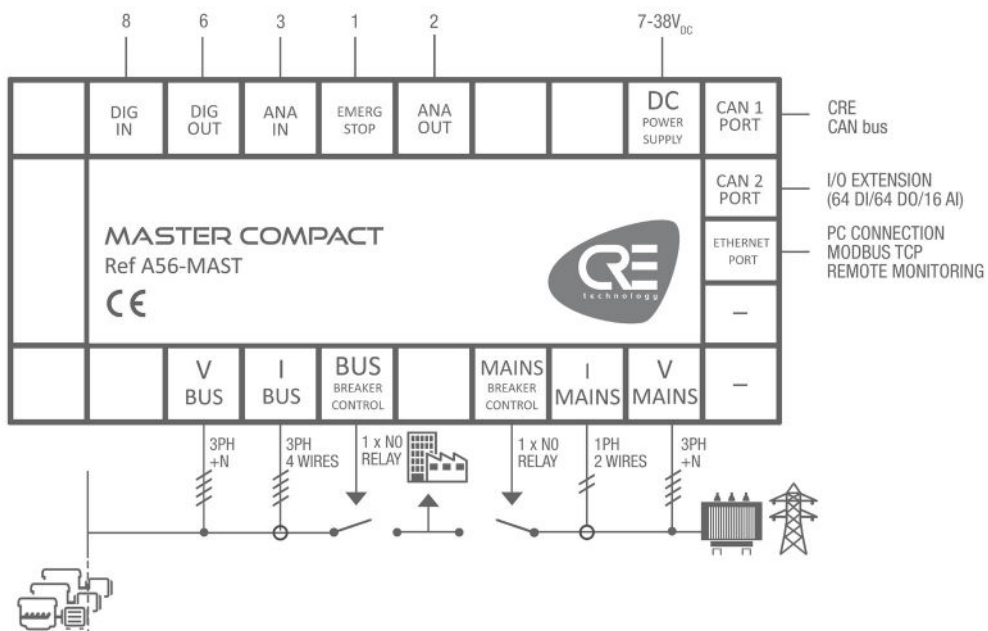 8 6 3 1 2 7-38VDC
DIG
IN
DIG
OUT
ANA
IN
EMERG
STOP
ANA
OUT
DC
POWER
SUPPLY
CAN 1
PORT
CRE
CAN bus
CAN 2
PORT
I/O EXTENSION
(64 DI/64 DO/16 AI)
ETHERNET
PORT
PC CONNECTION
MODBUS TCP
REMOTE MONITORING
MASTER COMPACT
Ref A56-MAST
CE
CRE
technology
–
–
V
BUS
I
BUS
BUS
BREAKER
CONTROL
MAINS
BREAKER
CONTROL
I
MAINS
V
MAINS
3PH
+N
3PH
4 WIRES
1 x NO
RELAY
1 x NO
RELAY
1PH
2 WIRES
3PH
+N